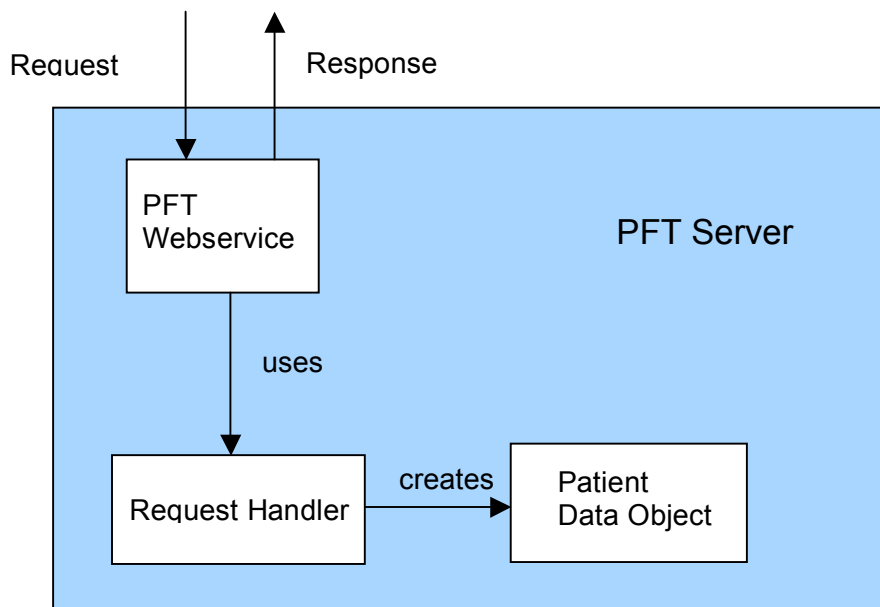 Request
Response
PFT
Webservice
PFT Server
uses
creates
Request Handler
Patient
Data Object